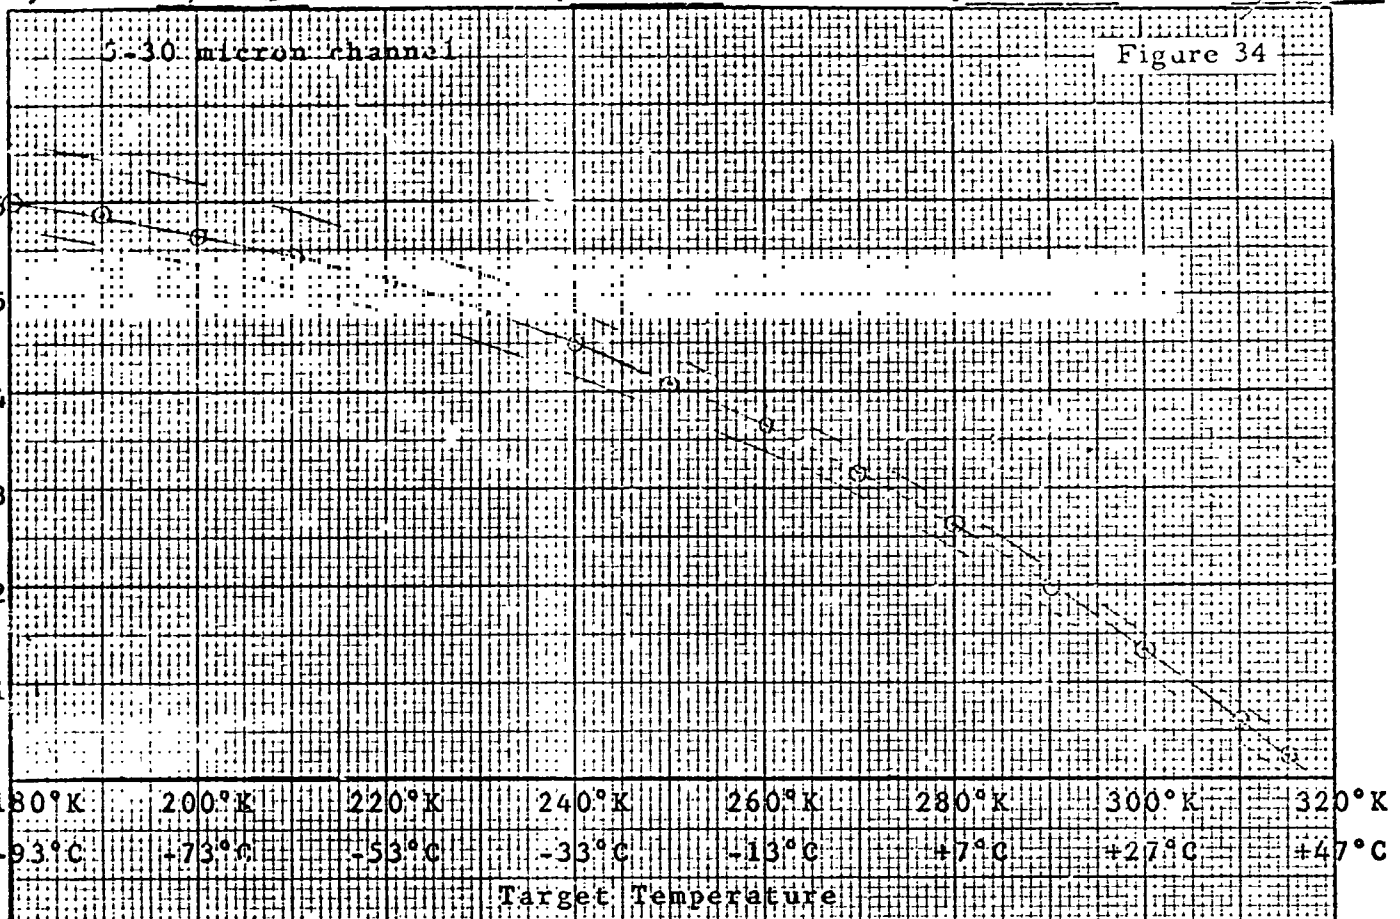 5-30 micron channel
Figure 34
5
4
3
2
1
180°K 200°K 220°K 240°K 260°K 280°K 300°K 320°K
-93°C -73°C -53°C -33°C -13°C +7°C +27°C +47°C
Target Temperature